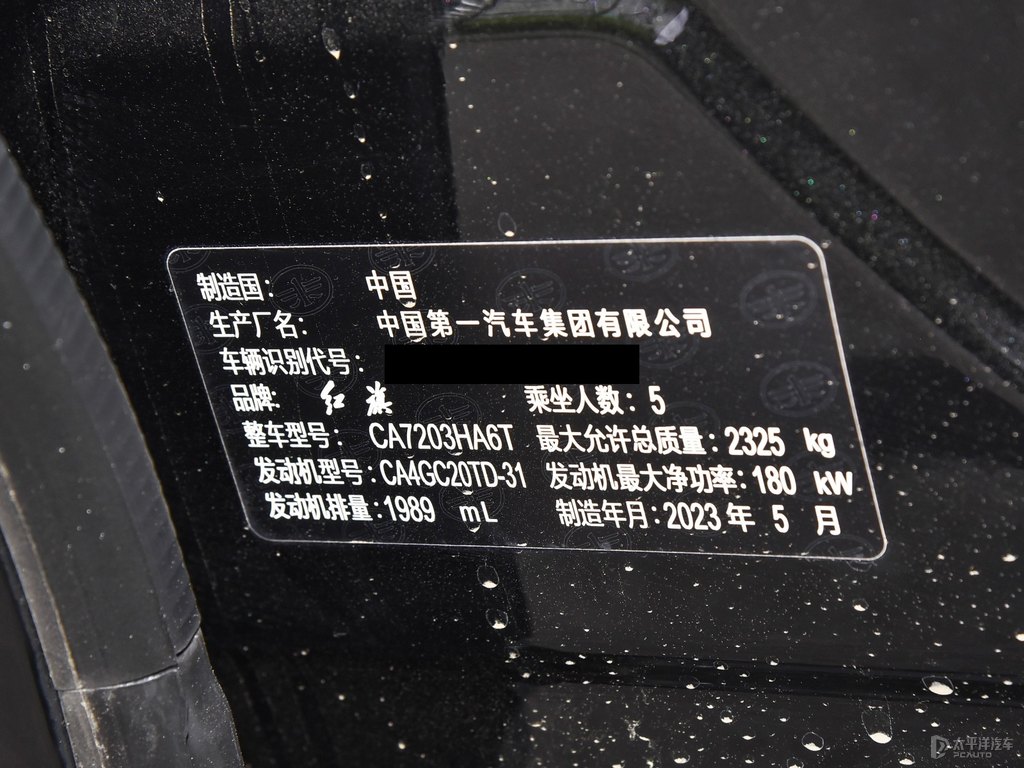 制造国： 中国
生产厂名： 中国第一汽车集团有限公司
车辆识别代号：
品牌: 红旗 乘坐人数：5
整车型号： CA7203HA6T 最大允许总质量：2325 kg
发动机型号：CA4GC20TD-31 发动机最大净功率：180 kW
发动机排量：1989 mL 制造年月：2023 年 5 月
太平洋汽车
PCAUTO